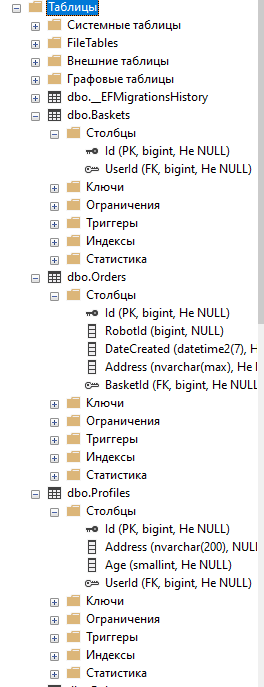 Таблицы
Системные таблицы
FileTables
Внешние таблицы
Графовые таблицы
dbo.__EFMigrationsHistory
dbo.Baskets
Столбцы
Id (PK, bigint, Не NULL)
UserId (FK, bigint, Не NULL)
Ключи
Ограничения
Триггеры
Индексы
Статистика
dbo.Orders
Столбцы
Id (PK, bigint, Не NULL)
RobotId (bigint, NULL)
DateCreated (datetime2(7), Н
Address (nvarchar(max), Не
BasketId (FK, bigint, Не NULL)
Ключи
Ограничения
Триггеры
Индексы
Статистика
dbo.Profiles
Столбцы
Id (PK, bigint, Не NULL)
Address (nvarchar(200), NULL
Age (smallint, Не NULL)
UserId (FK, bigint, Не NULL)
Ключи
Ограничения
Триггеры
Индексы
Статистика